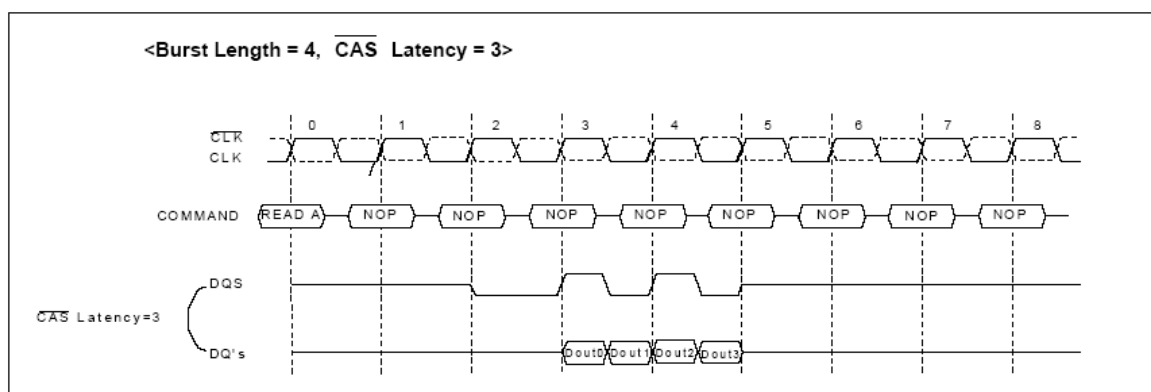 <Burst Length = 4, CAS Latency = 3>
0 1 2 3 4 5 6 7 8
CLK
CLK
COMMAND READ A NOP NOP NOP NOP NOP NOP NOP NOP
DQS
CAS Latency=3
DQ's Dout0 Dout1 Dout2 Dout3